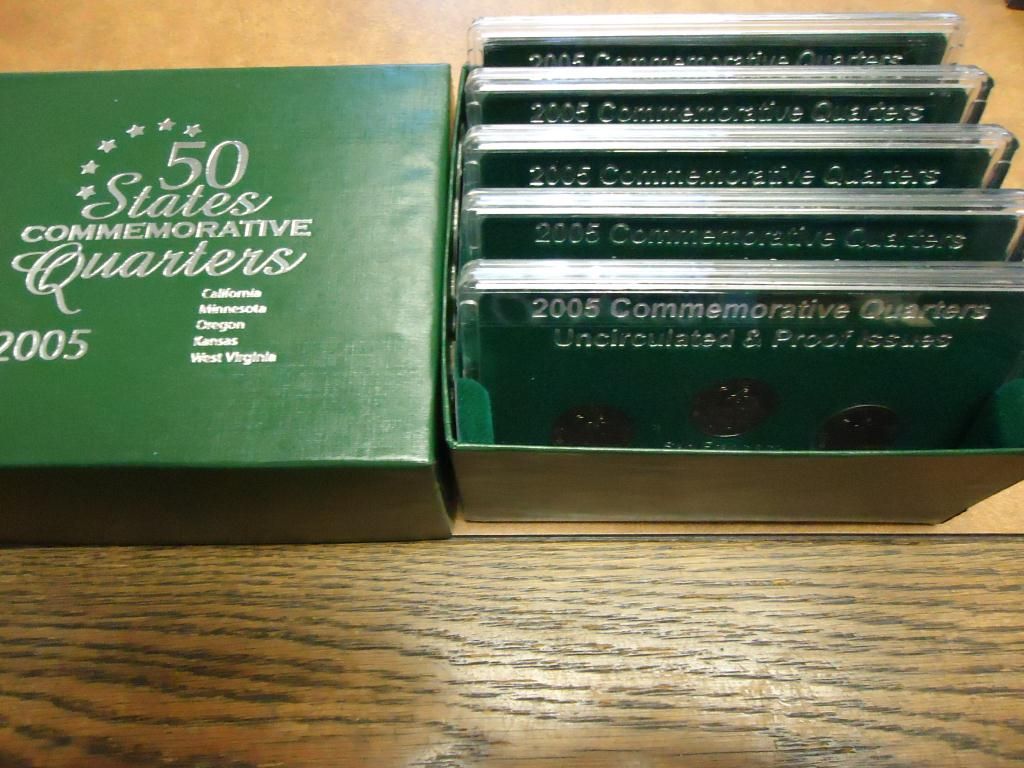 50
States
COMMEMORATIVE
Quarters
California
Minnesota
Oregon
Kansas
West Virginia
2005
2005 Commemorative Quarters
2005 Commemorative Quarters
2005 Commemorative Quarters
2005 Commemorative Quarters
2005 Commemorative Quarters
Uncirculated & Proof Issues